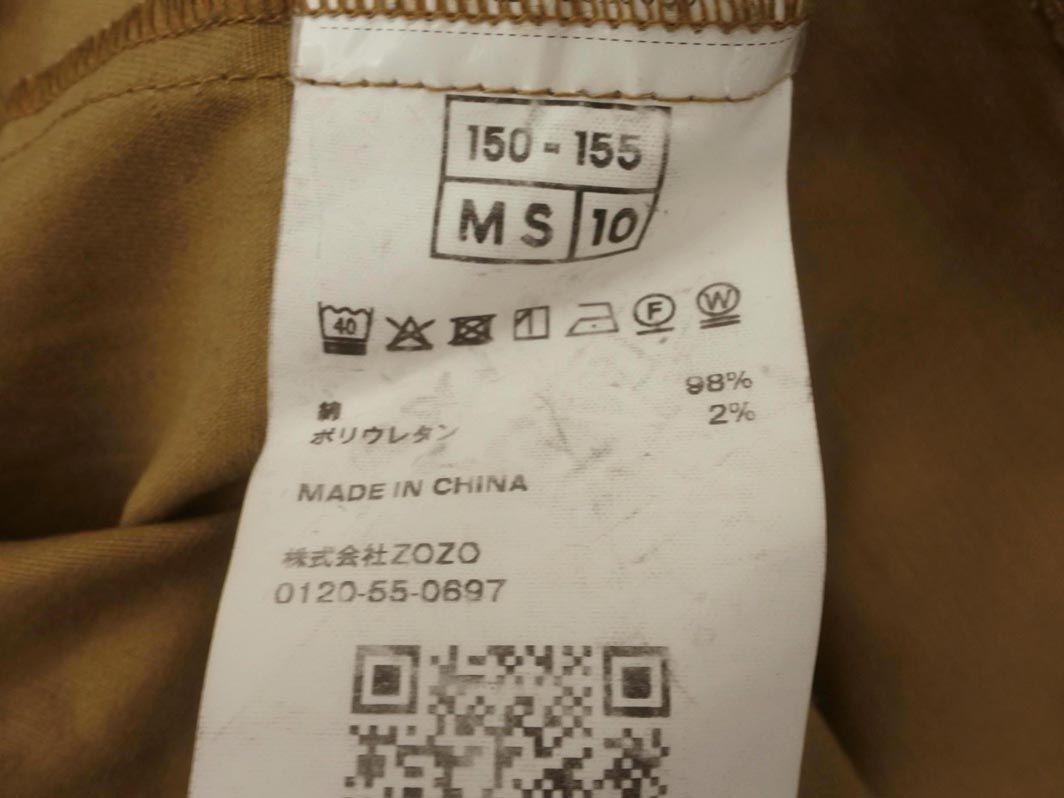 150 - 155
MS 10
40 F W
綿 98%
ポリウレタン 2%
MADE IN CHINA
株式会社ZOZO
0120-55-0697